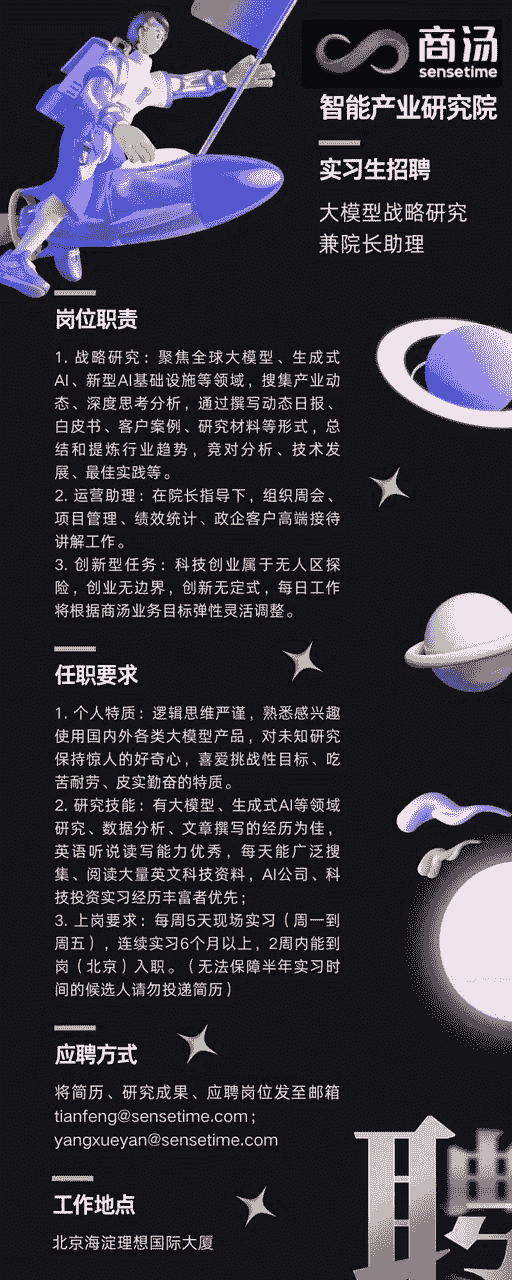 商汤
sensetime
智能产业研究院
实习生招聘
大模型战略研究
兼院长助理
岗位职责
1. 战略研究：聚焦全球大模型、生成式
AI、新型AI基础设施等领域，搜集产业动
态、深度思考分析，通过撰写动态日报、
白皮书、客户案例、研究材料等形式，总
结和提炼行业趋势，竞对分析、技术发
展、最佳实践等。
2. 运营助理：在院长指导下，组织周会、
项目管理、绩效统计、政企客户高端接待
讲解工作。
3. 创新型任务：科技创业属于无人区探
险，创业无边界，创新无定式，每日工作
将根据商汤业务目标弹性灵活调整。
任职要求
1. 个人特质：逻辑思维严谨，熟悉感兴趣
使用国内外各类大模型产品，对未知研究
保持惊人的好奇心，喜爱挑战性目标、吃
苦耐劳、皮实勤奋的特质。
2. 研究技能：有大模型、生成式AI等领域
研究、数据分析、文章撰写的经历为佳，
英语听说读写能力优秀，每天能广泛搜
集、阅读大量英文科技资料，AI公司、科
技投资实习经历丰富者优先；
3. 上岗要求：每周5天现场实习（周一到
周五），连续实习6个月以上，2周内能到
岗（北京）入职。（无法保障半年实习时
间的候选人请勿投递简历）
应聘方式
将简历、研究成果、应聘岗位发至邮箱
tianfeng@sensetime.com；
yangxueyan@sensetime.com
工作地点
北京海淀理想国际大厦
聘